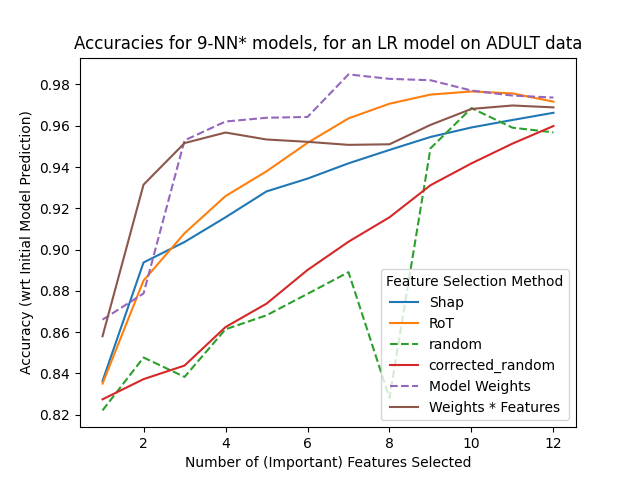 Accuracies for 9-NN* models, for an LR model on ADULT data
Accuracy (wrt Initial Model Prediction)
0.98
0.96
0.94
0.92
0.90
0.88
0.86
0.84
0.82
Feature Selection Method
Shap
RoT
random
corrected_random
Model Weights
Weights * Features
2 4 6 8 10 12
Number of (Important) Features Selected